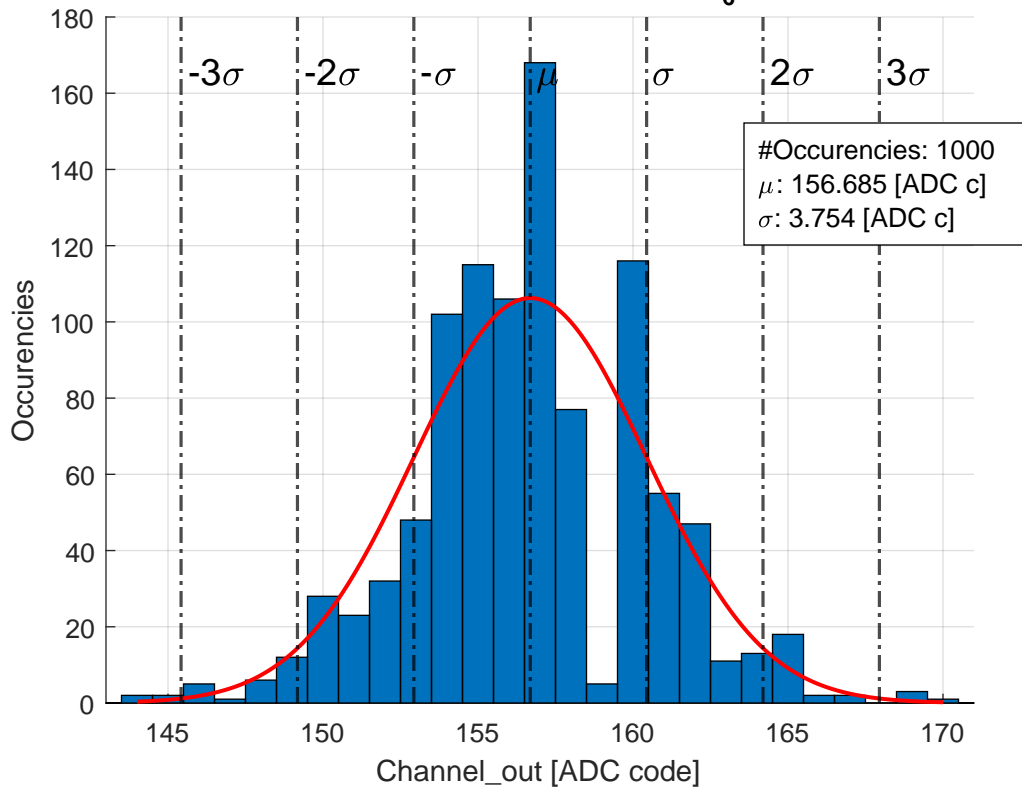 180
160
140
120
100
80
60
40
20
0
-3σ
-2σ
-σ
μ
σ
2σ
3σ
#Occurencies: 1000
μ: 156.685 [ADC c]
σ: 3.754 [ADC c]
Occurencies
145
150
155
160
165
170
Channel_out [ADC code]